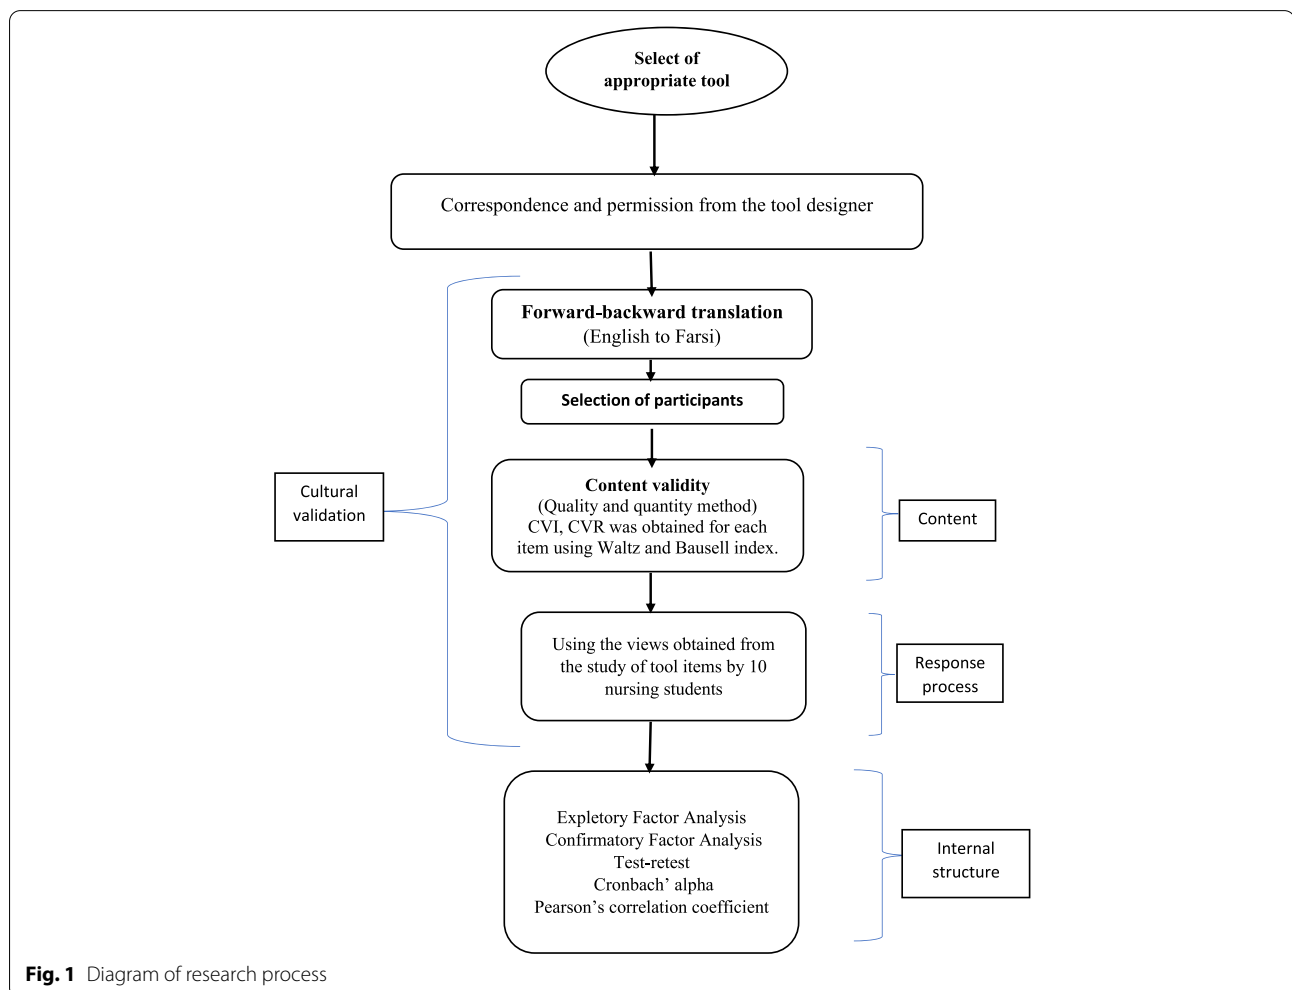 Select of
appropriate tool
Correspondence and permission from the tool designer
Forward-backward translation
(English to Farsi)
Selection of participants
Content validity
(Quality and quantity method)
CVI, CVR was obtained for each
item using Waltz and Bausell index.
Cultural
validation
Content
Using the views obtained from
the study of tool items by 10
nursing students
Response
process
Expletory Factor Analysis
Confirmatory Factor Analysis
Test-retest
Cronbach’ alpha
Pearson’s correlation coefficient
Internal
structure
Fig. 1 Diagram of research process